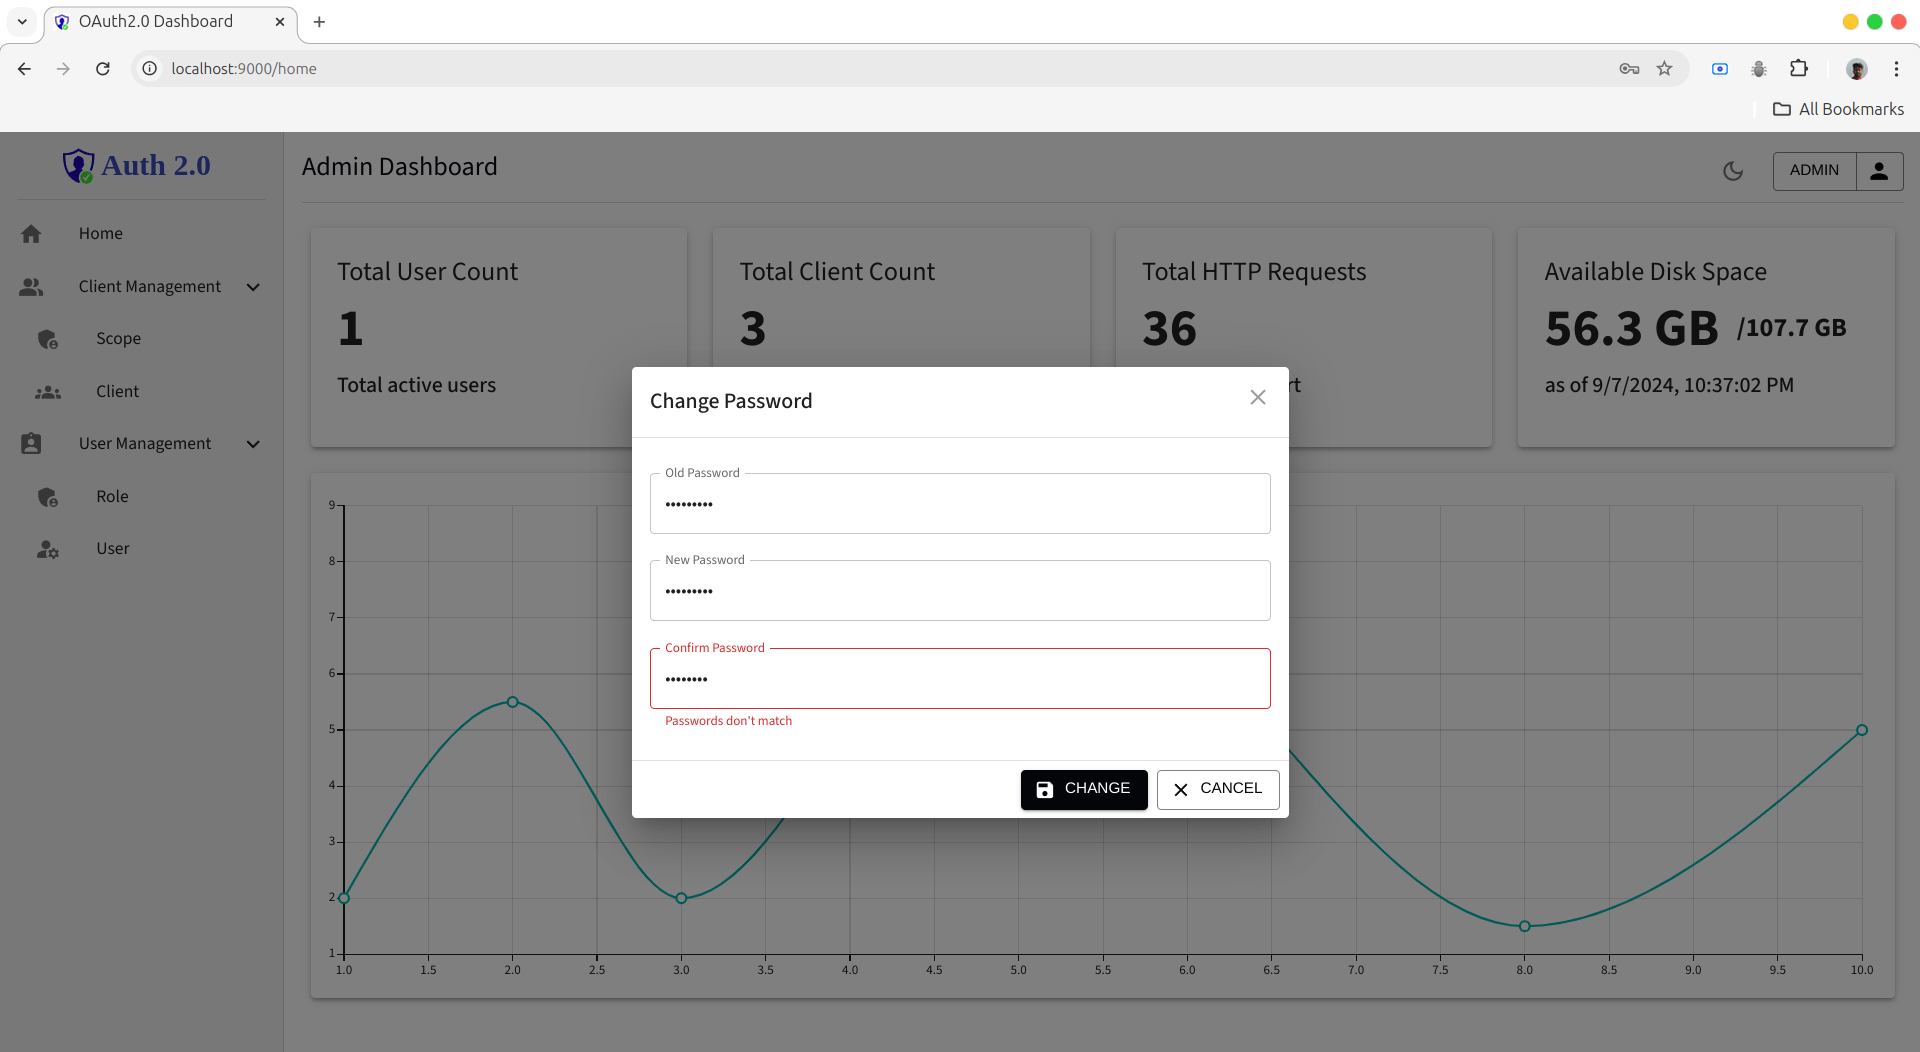 OAuth2.0 Dashboard
localhost:9000/home
All Bookmarks
Auth 2.0
Admin Dashboard
ADMIN
Home
Client Management
Scope
Client
User Management
Role
User
Total User Count
1
Total active users
Total Client Count
3
Total HTTP Requests
36
rt
Available Disk Space
56.3 GB /107.7 GB
as of 9/7/2024, 10:37:02 PM
Change Password
Old Password
•••••••••
New Password
•••••••••
Confirm Password
••••••••
Passwords don't match
CHANGE
CANCEL
9
8
7
6
5
4
3
2
1
1.0 1.5 2.0 2.5 3.0 3.5 4.0 4.5 5.0 5.5 6.0 6.5 7.0 7.5 8.0 8.5 9.0 9.5 10.0